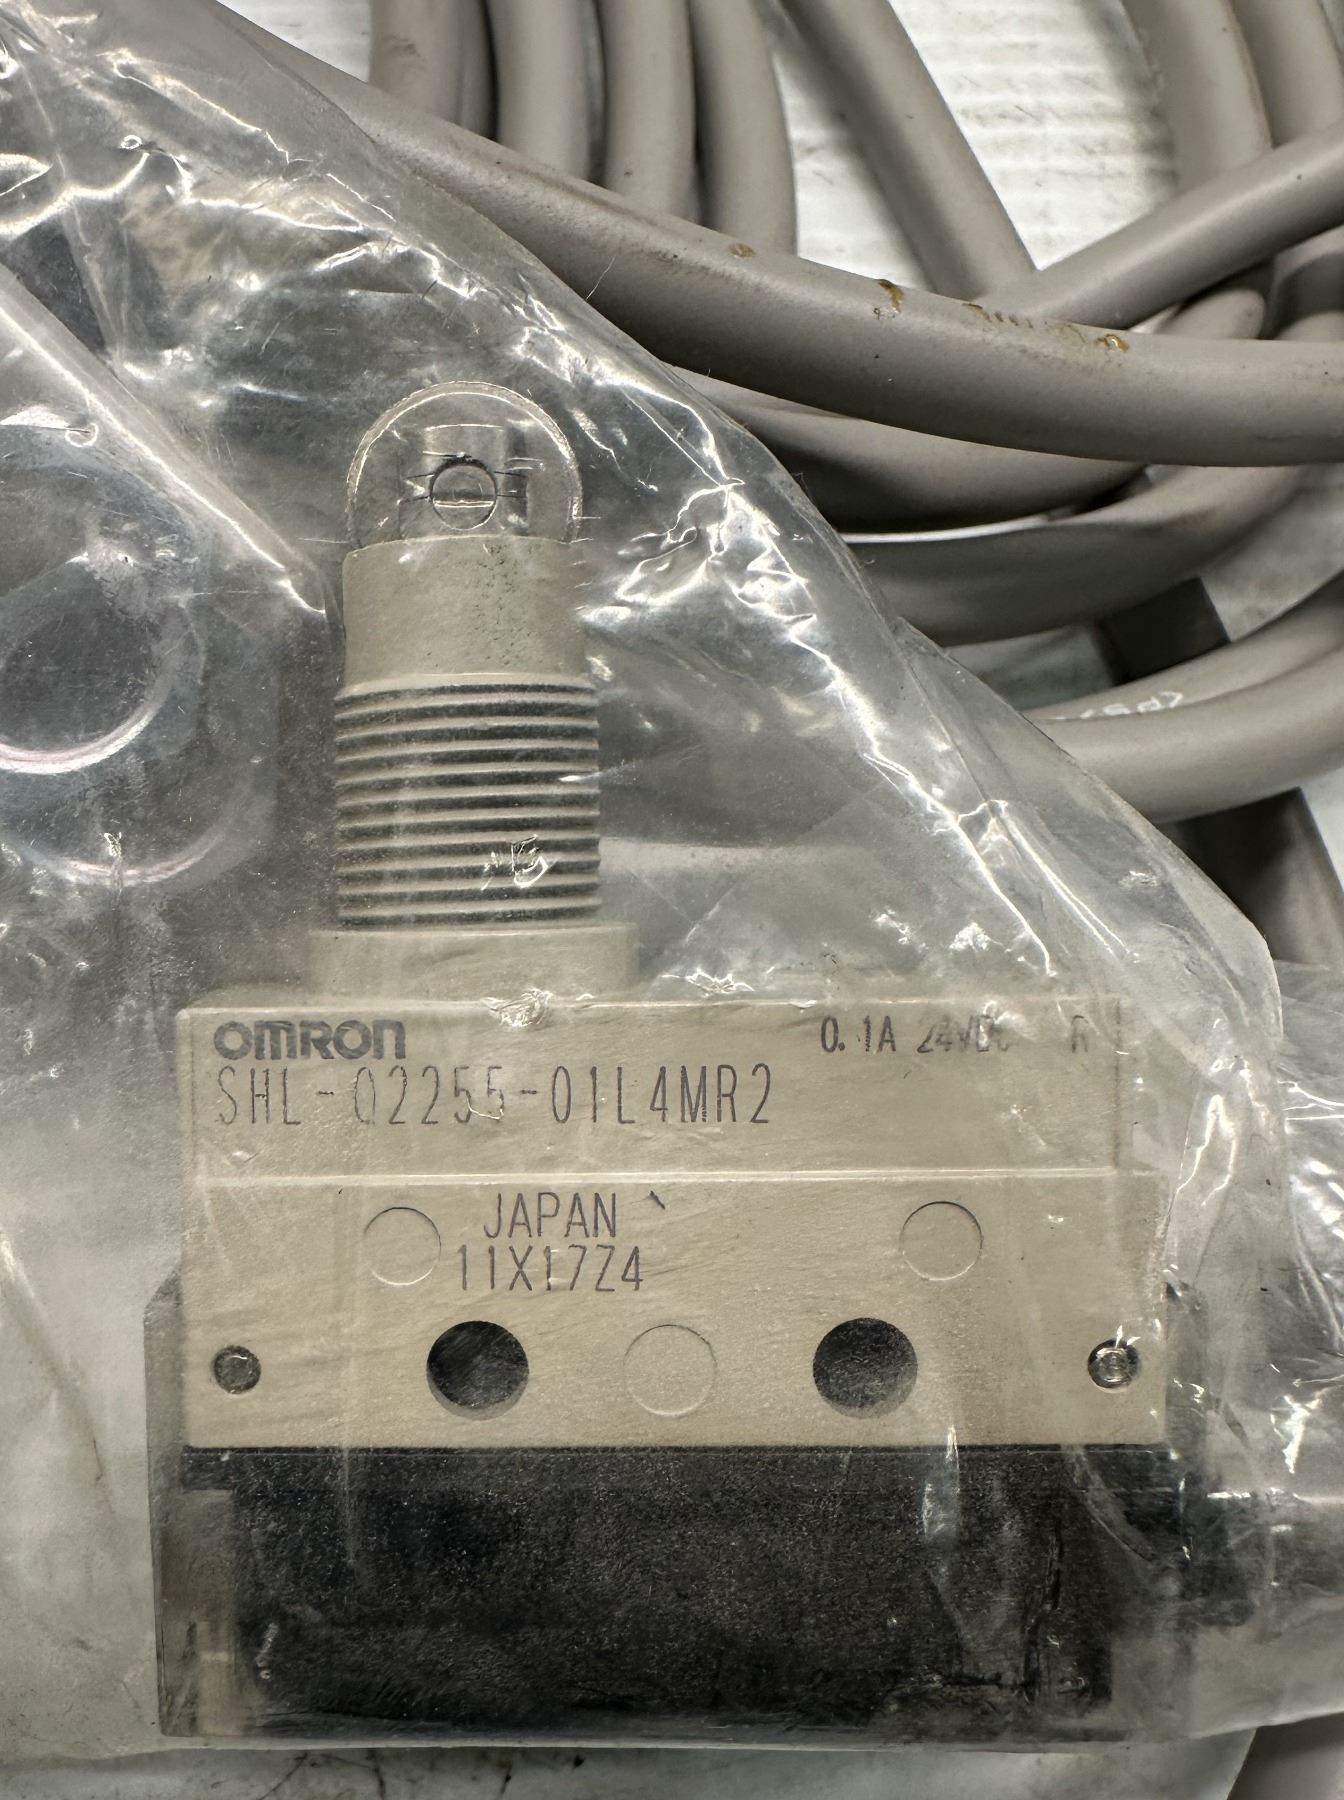 OMRON 0.1A 24VDC R
SHL-Q2255-01L4MR2
JAPAN
11X17Z4